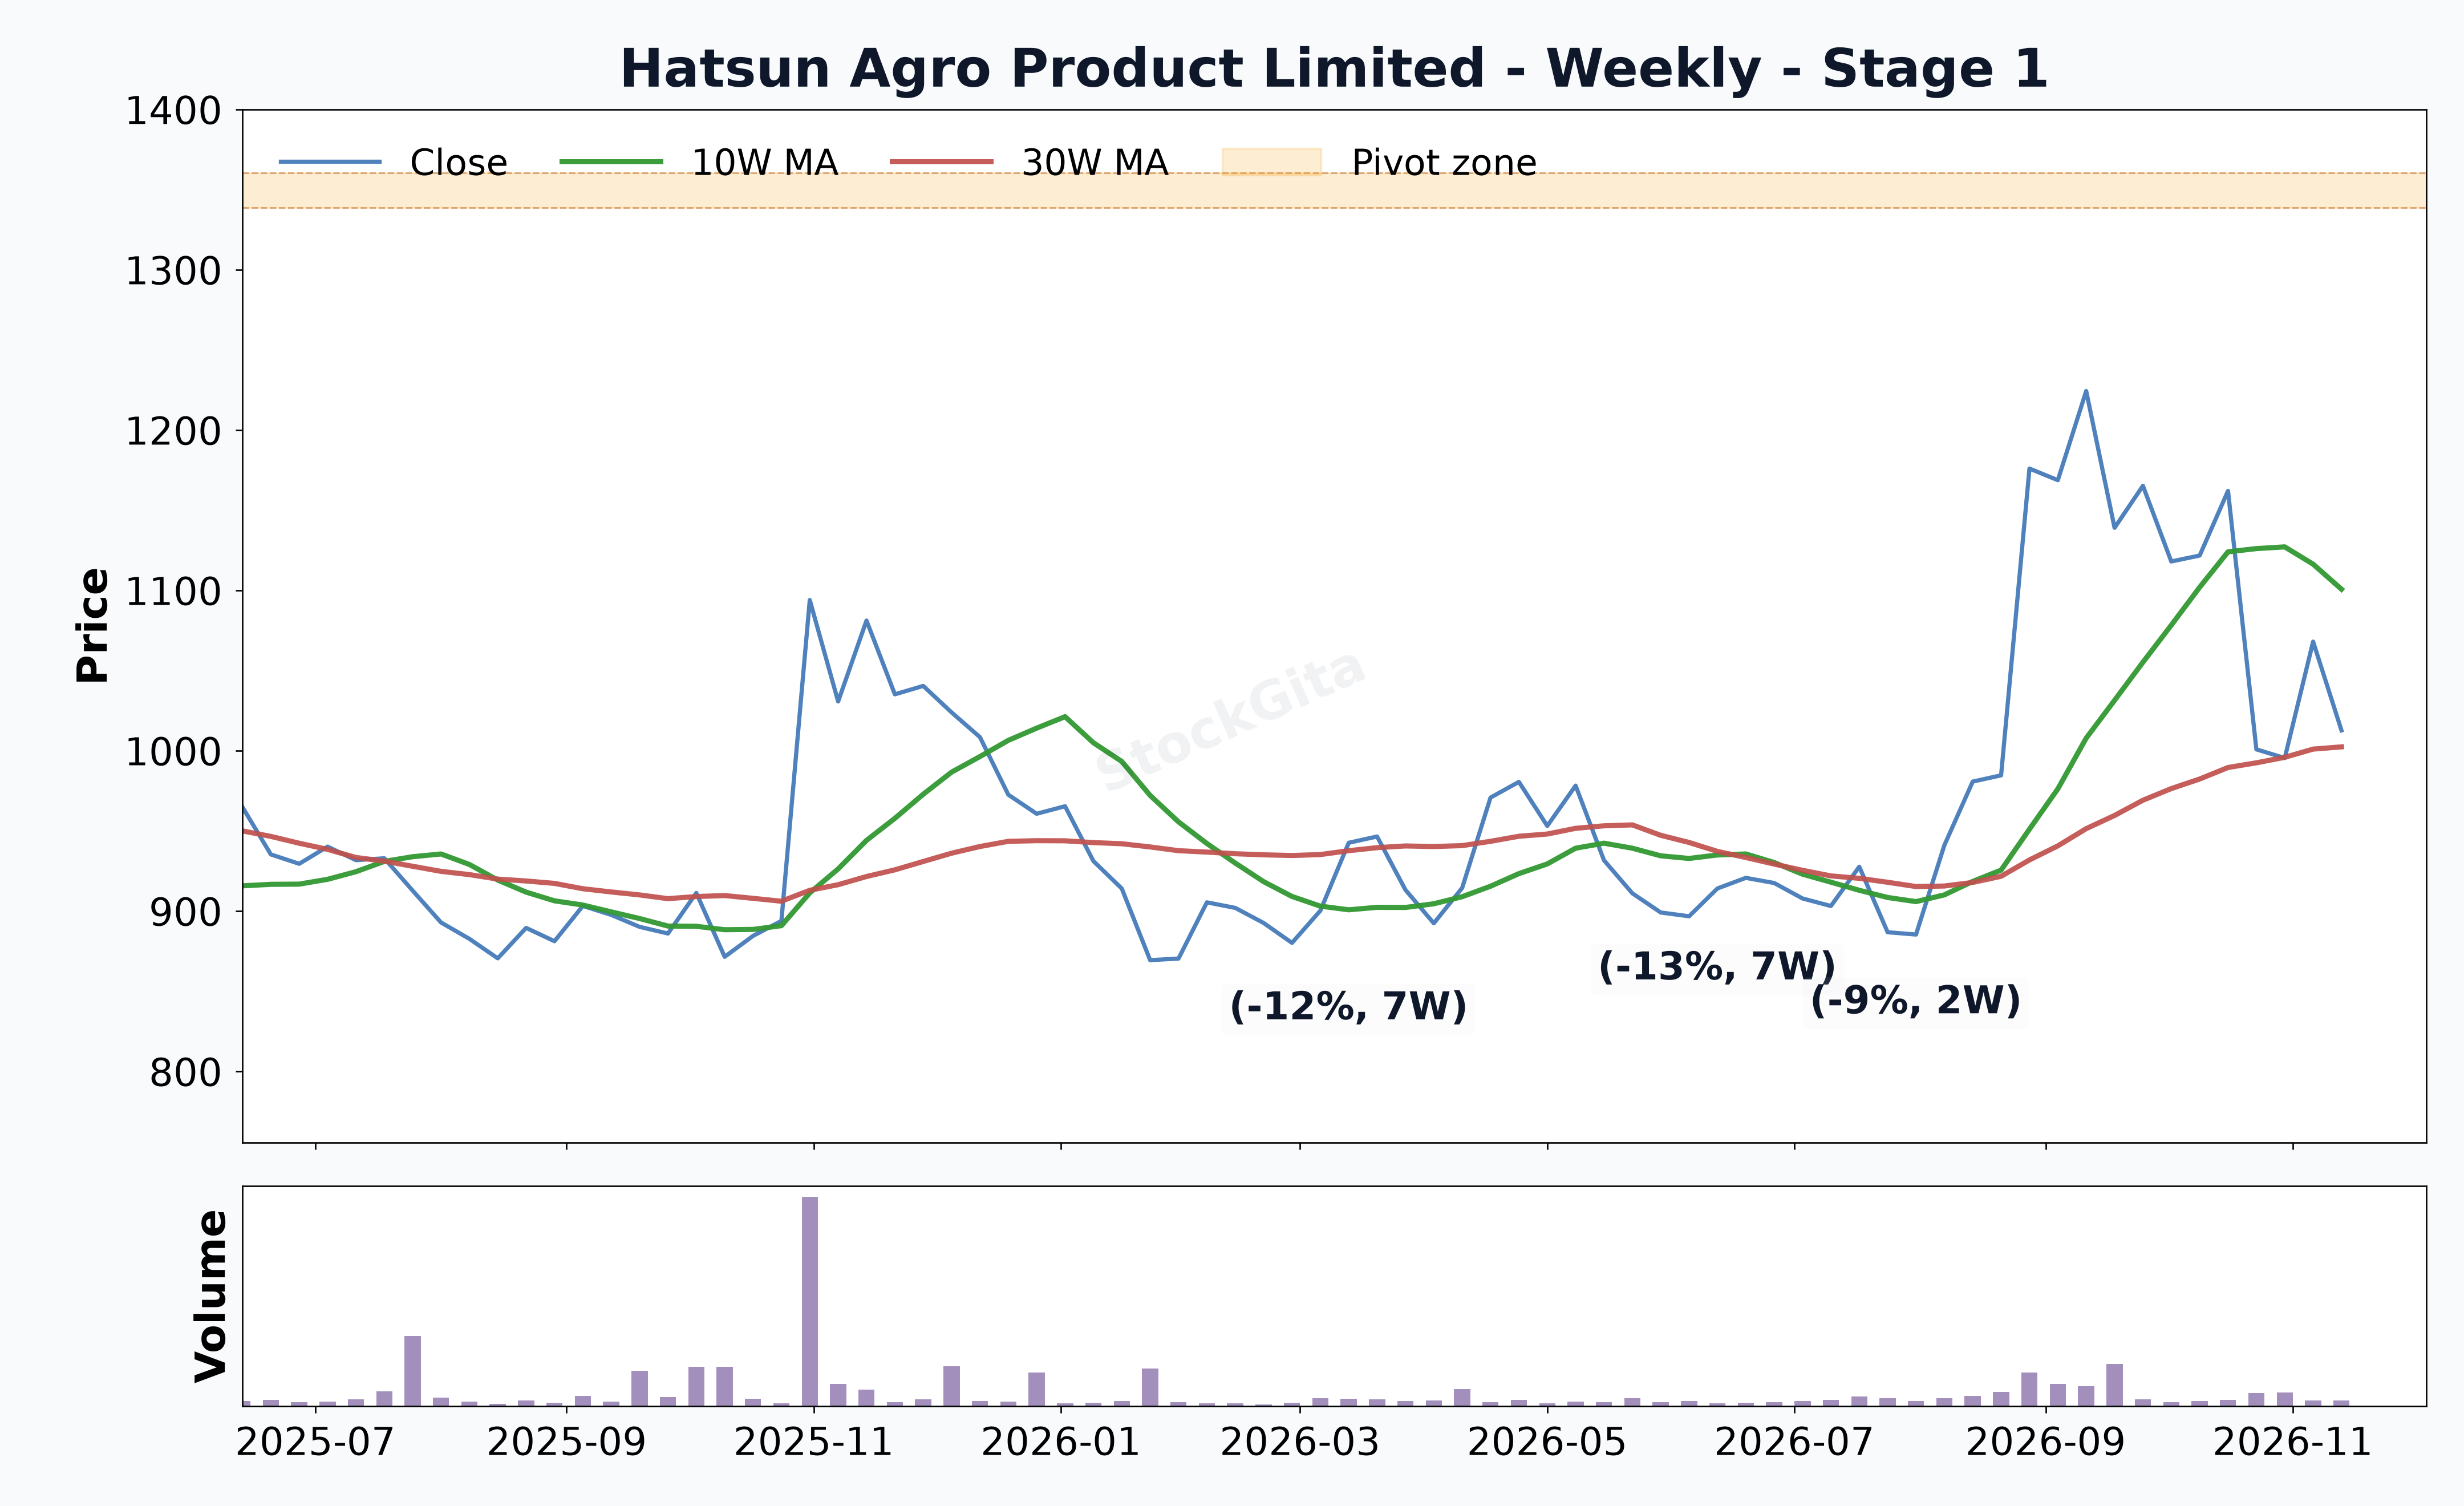 Hatsun Agro Product Limited - Weekly - Stage 1
1400
Close 10W MA 30W MA Pivot zone
1300
1200
1100
1000
900
800
Price
StockGita
(-13%, 7W)
(-9%, 2W)
(-12%, 7W)
Volume
2025-07 2025-09 2025-11 2026-01 2026-03 2026-05 2026-07 2026-09 2026-11